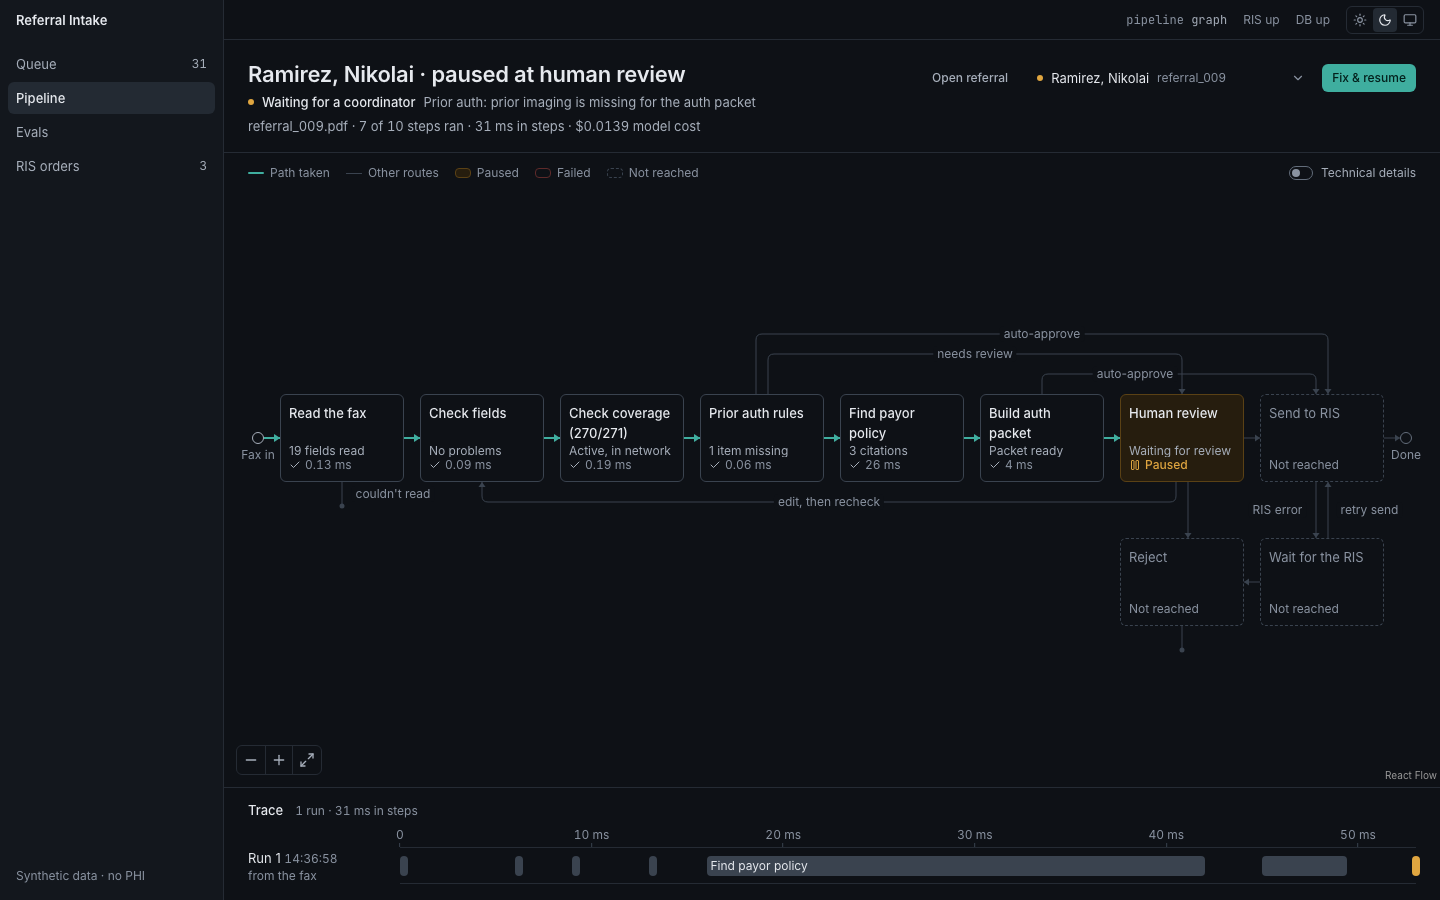 Referral Intake
Queue 31
Pipeline
Evals
RIS orders 3
Synthetic data · no PHI
pipeline graph RIS up DB up
Ramirez, Nikolai · paused at human review
Waiting for a coordinator Prior auth: prior imaging is missing for the auth packet
referral_009.pdf · 7 of 10 steps ran · 31 ms in steps · $0.0139 model cost
Open referral Ramirez, Nikolai referral_009 Fix & resume
Path taken Other routes Paused Failed Not reached Technical details
auto-approve
needs review
auto-approve
Fax in
Read the fax
19 fields read
0.13 ms
Check fields
No problems
0.09 ms
Check coverage
(270/271)
Active, in network
0.19 ms
Prior auth rules
1 item missing
0.06 ms
Find payor
policy
3 citations
26 ms
Build auth
packet
Packet ready
4 ms
Human review
Waiting for review
Paused
Send to RIS
Not reached
Done
couldn't read
edit, then recheck
RIS error
retry send
Reject
Not reached
Wait for the RIS
Not reached
React Flow
Trace 1 run · 31 ms in steps
0 10 ms 20 ms 30 ms 40 ms 50 ms
Run 1 14:36:58
from the fax
Find payor policy